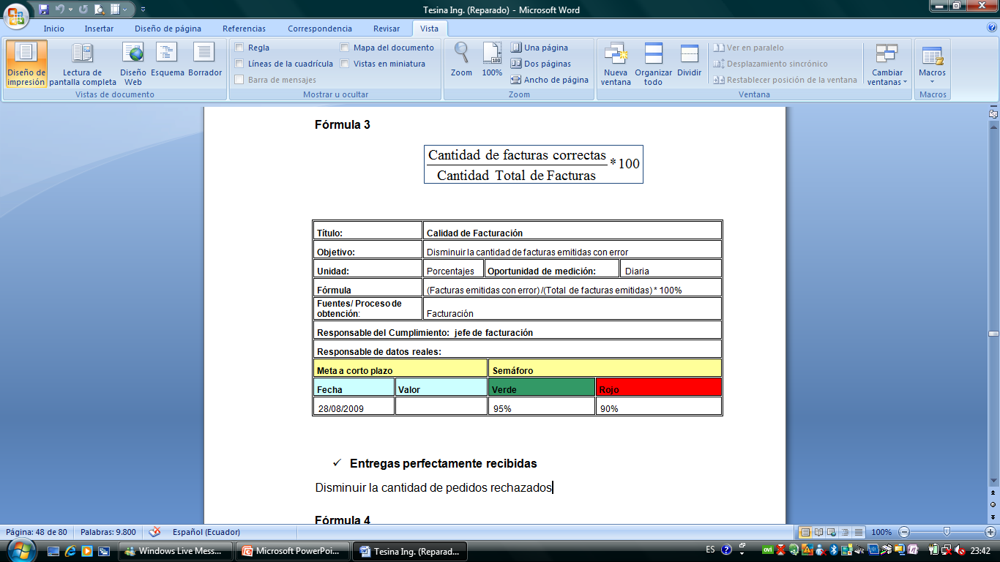 Tesina Ing. (Reparado) - Microsoft Word
Inicio Insertar Diseño de página Referencias Correspondencia Revisar Vista
Diseño de impresión
Lectura de pantalla completa
Diseño Web
Esquema
Borrador
Vistas de documento
Regla
Líneas de la cuadrícula
Barra de mensajes
Mapa del documento
Vistas en miniatura
Mostrar u ocultar
Zoom
100%
Una página
Dos páginas
Ancho de página
Zoom
Nueva ventana
Organizar todo
Dividir
Ver en paralelo
Desplazamiento sincrónico
Restablecer posición de la ventana
Ventana
Cambiar ventanas
Macros
Macros
Fórmula 3
Cantidad de facturas correctas
Cantidad Total de Facturas
*100
Título: Calidad de Facturación
Objetivo: Disminuir la cantidad de facturas emitidas con error
Unidad: Porcentajes Oportunidad de medición: Diaria
Fórmula (Facturas emitidas con error) /(Total de facturas emitidas) * 100%
Fuentes/ Proceso de
obtención: Facturación
Responsable del Cumplimiento: jefe de facturación
Responsable de datos reales:
Meta a corto plazo Semáforo
Fecha Valor Verde Rojo
28/08/2009 95% 90%
✓ Entregas perfectamente recibidas
Disminuir la cantidad de pedidos rechazados
Fórmula 4
Página: 48 de 80 Palabras: 9.800 Español (Ecuador) 100%
Windows Live Mess... Microsoft PowerPoi... Tesina Ing. (Reparad... ES ovi 23:42